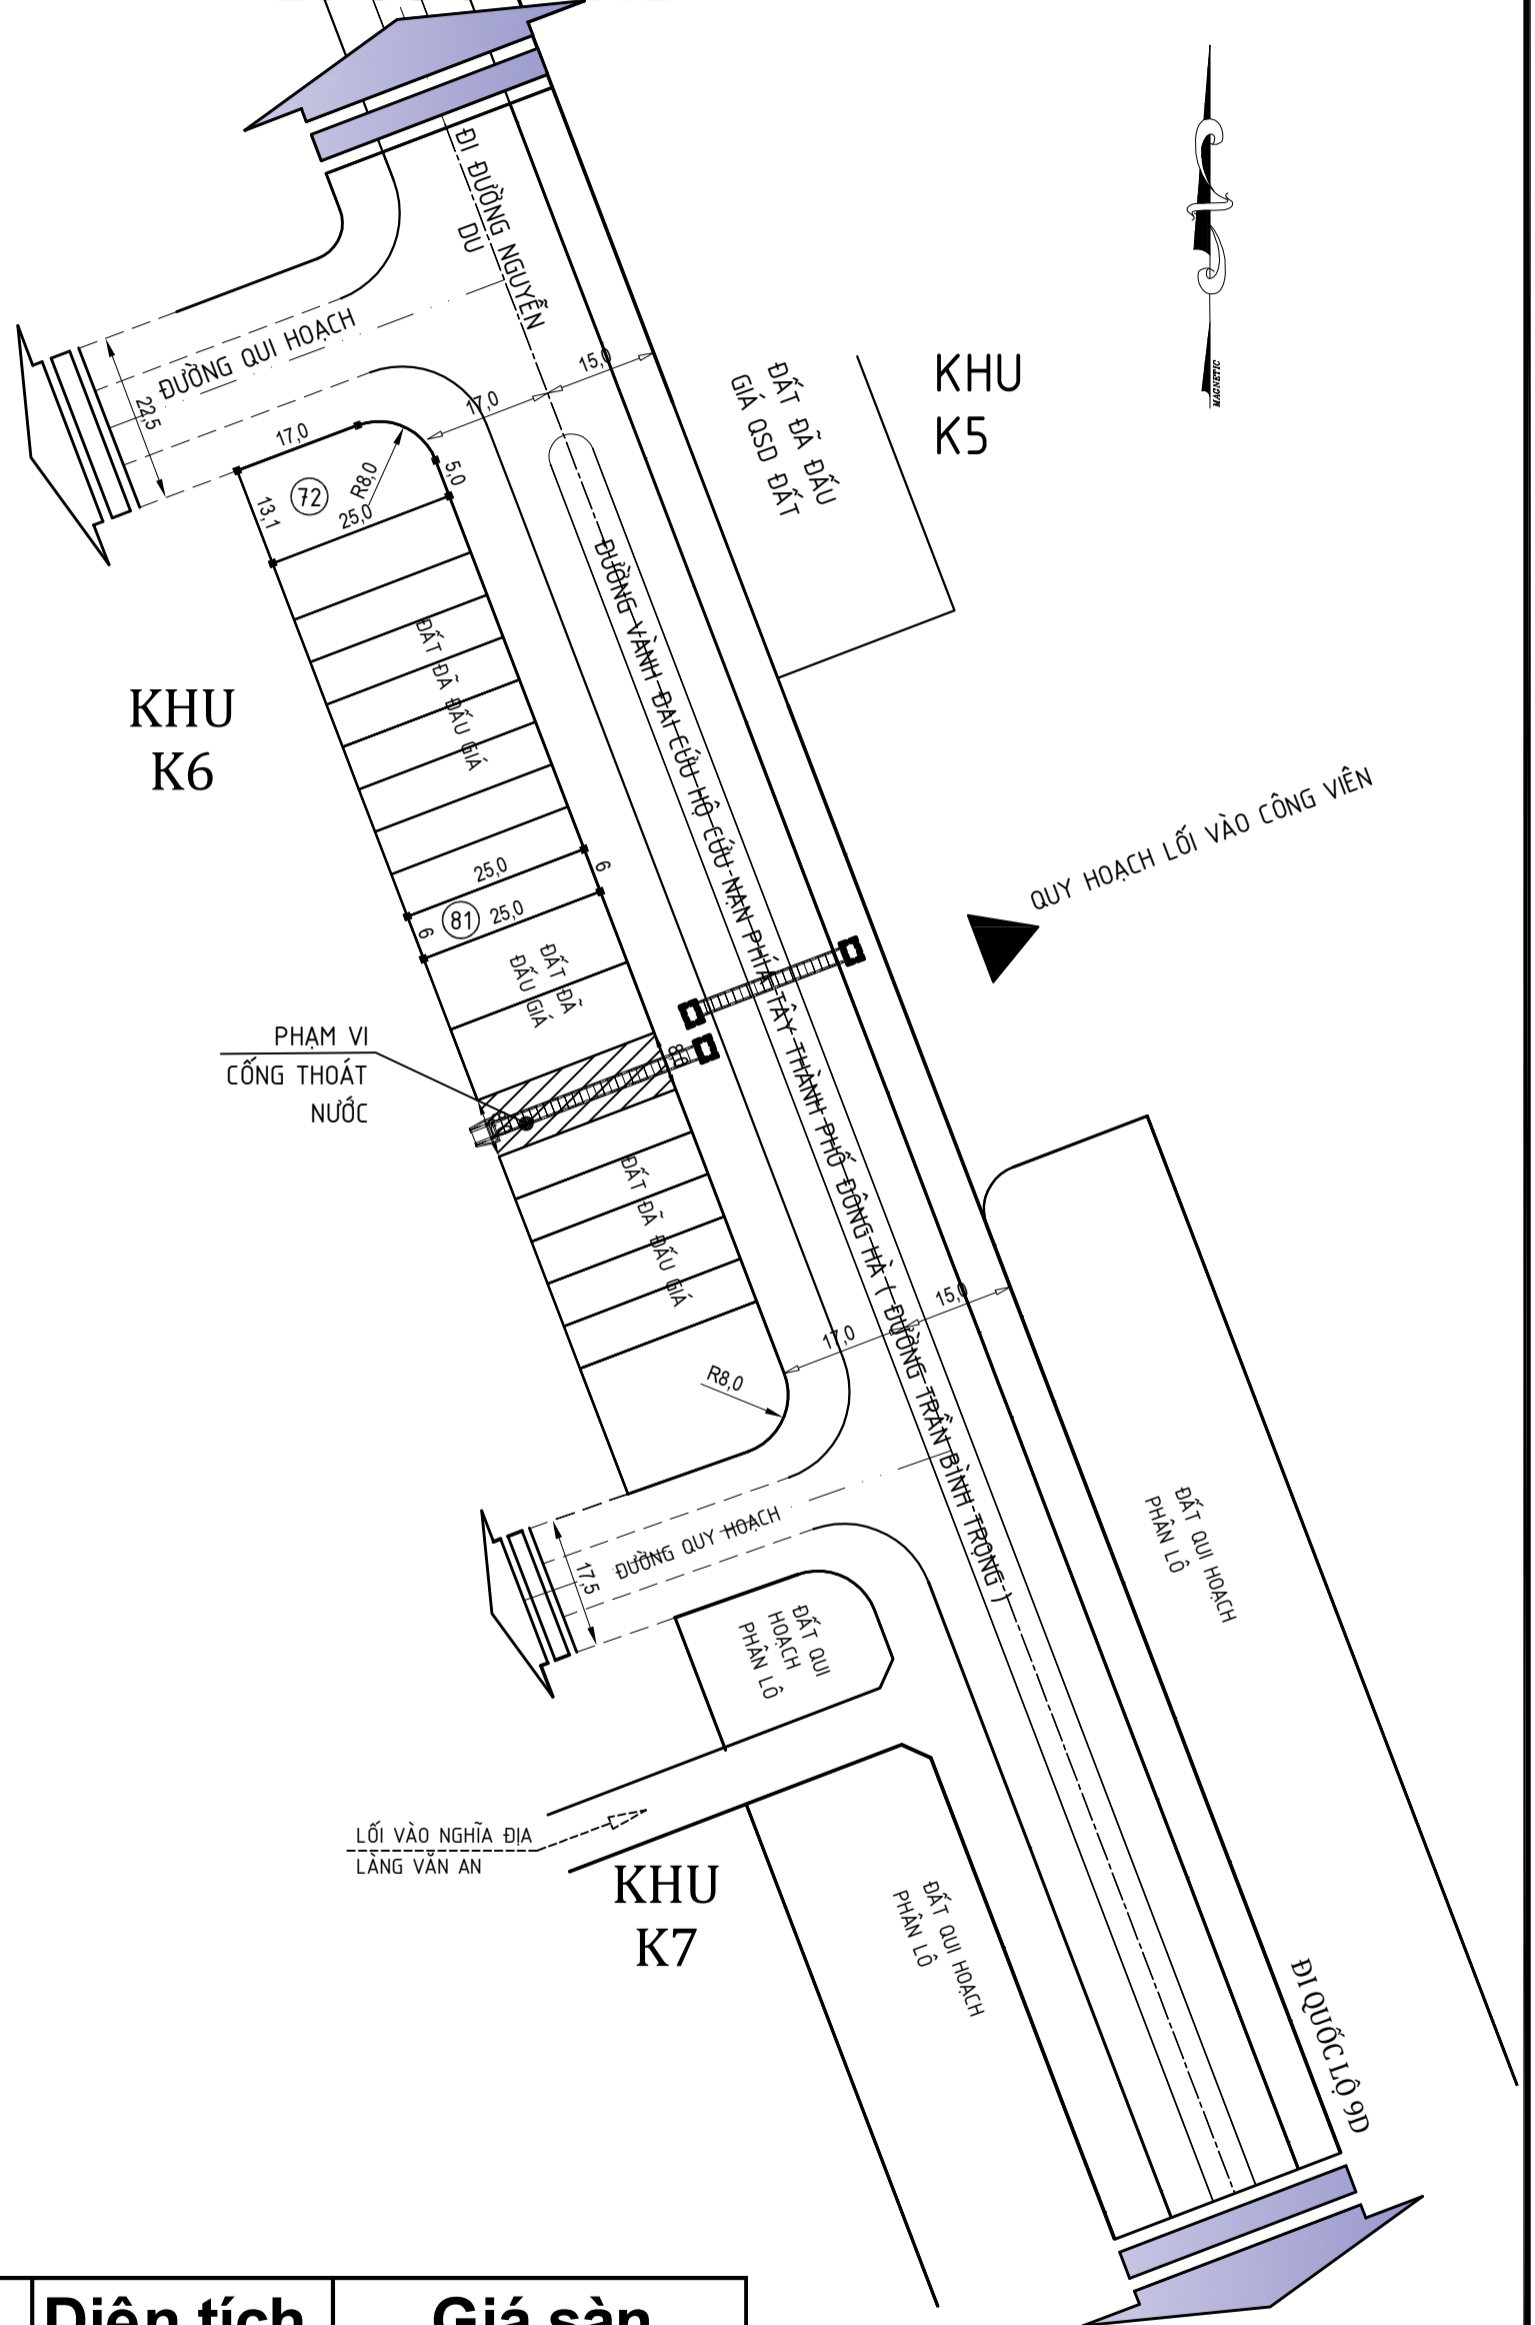 ĐI ĐƯỜNG NGUYỄN
DU
ĐƯỜNG QUI HOẠCH
22,5
17,0
15,0
17,0
R8,0
5,0
72
13,1
25,0
KHU
K5
ĐẤT ĐÃ ĐẤU
GIÁ QSD ĐẤT
MAGNETIC
ĐẤT ĐÃ ĐẤU GIÁ
KHU
K6
ĐƯỜNG VÀNH ĐAI CỨU HỘ CỨU NẠN PHÍA TÂY THÀNH PHỐ ĐÔNG HÀ ( ĐƯỜNG TRẦN BÌNH TRỌNG )
25,0
6
81
25,0
6
QUY HOẠCH LỐI VÀO CÔNG VIÊN
ĐẤT ĐÃ
ĐẤU GIÁ
PHẠM VI
CỐNG THOÁT
NƯỚC
ĐẤT ĐÃ ĐẤU GIÁ
15,0
17,0
R8,0
17,5
ĐƯỜNG QUY HOẠCH
ĐẤT QUI HOẠCH
PHÂN LÔ
ĐẤT QUI
HOẠCH
PHÂN LÔ
LỐI VÀO NGHĨA ĐỊA
LÀNG VĂN AN
KHU
K7
ĐẤT QUI HOẠCH
PHÂN LÔ
ĐI QUỐC LỘ 9D
Diện tích
Giá sàn